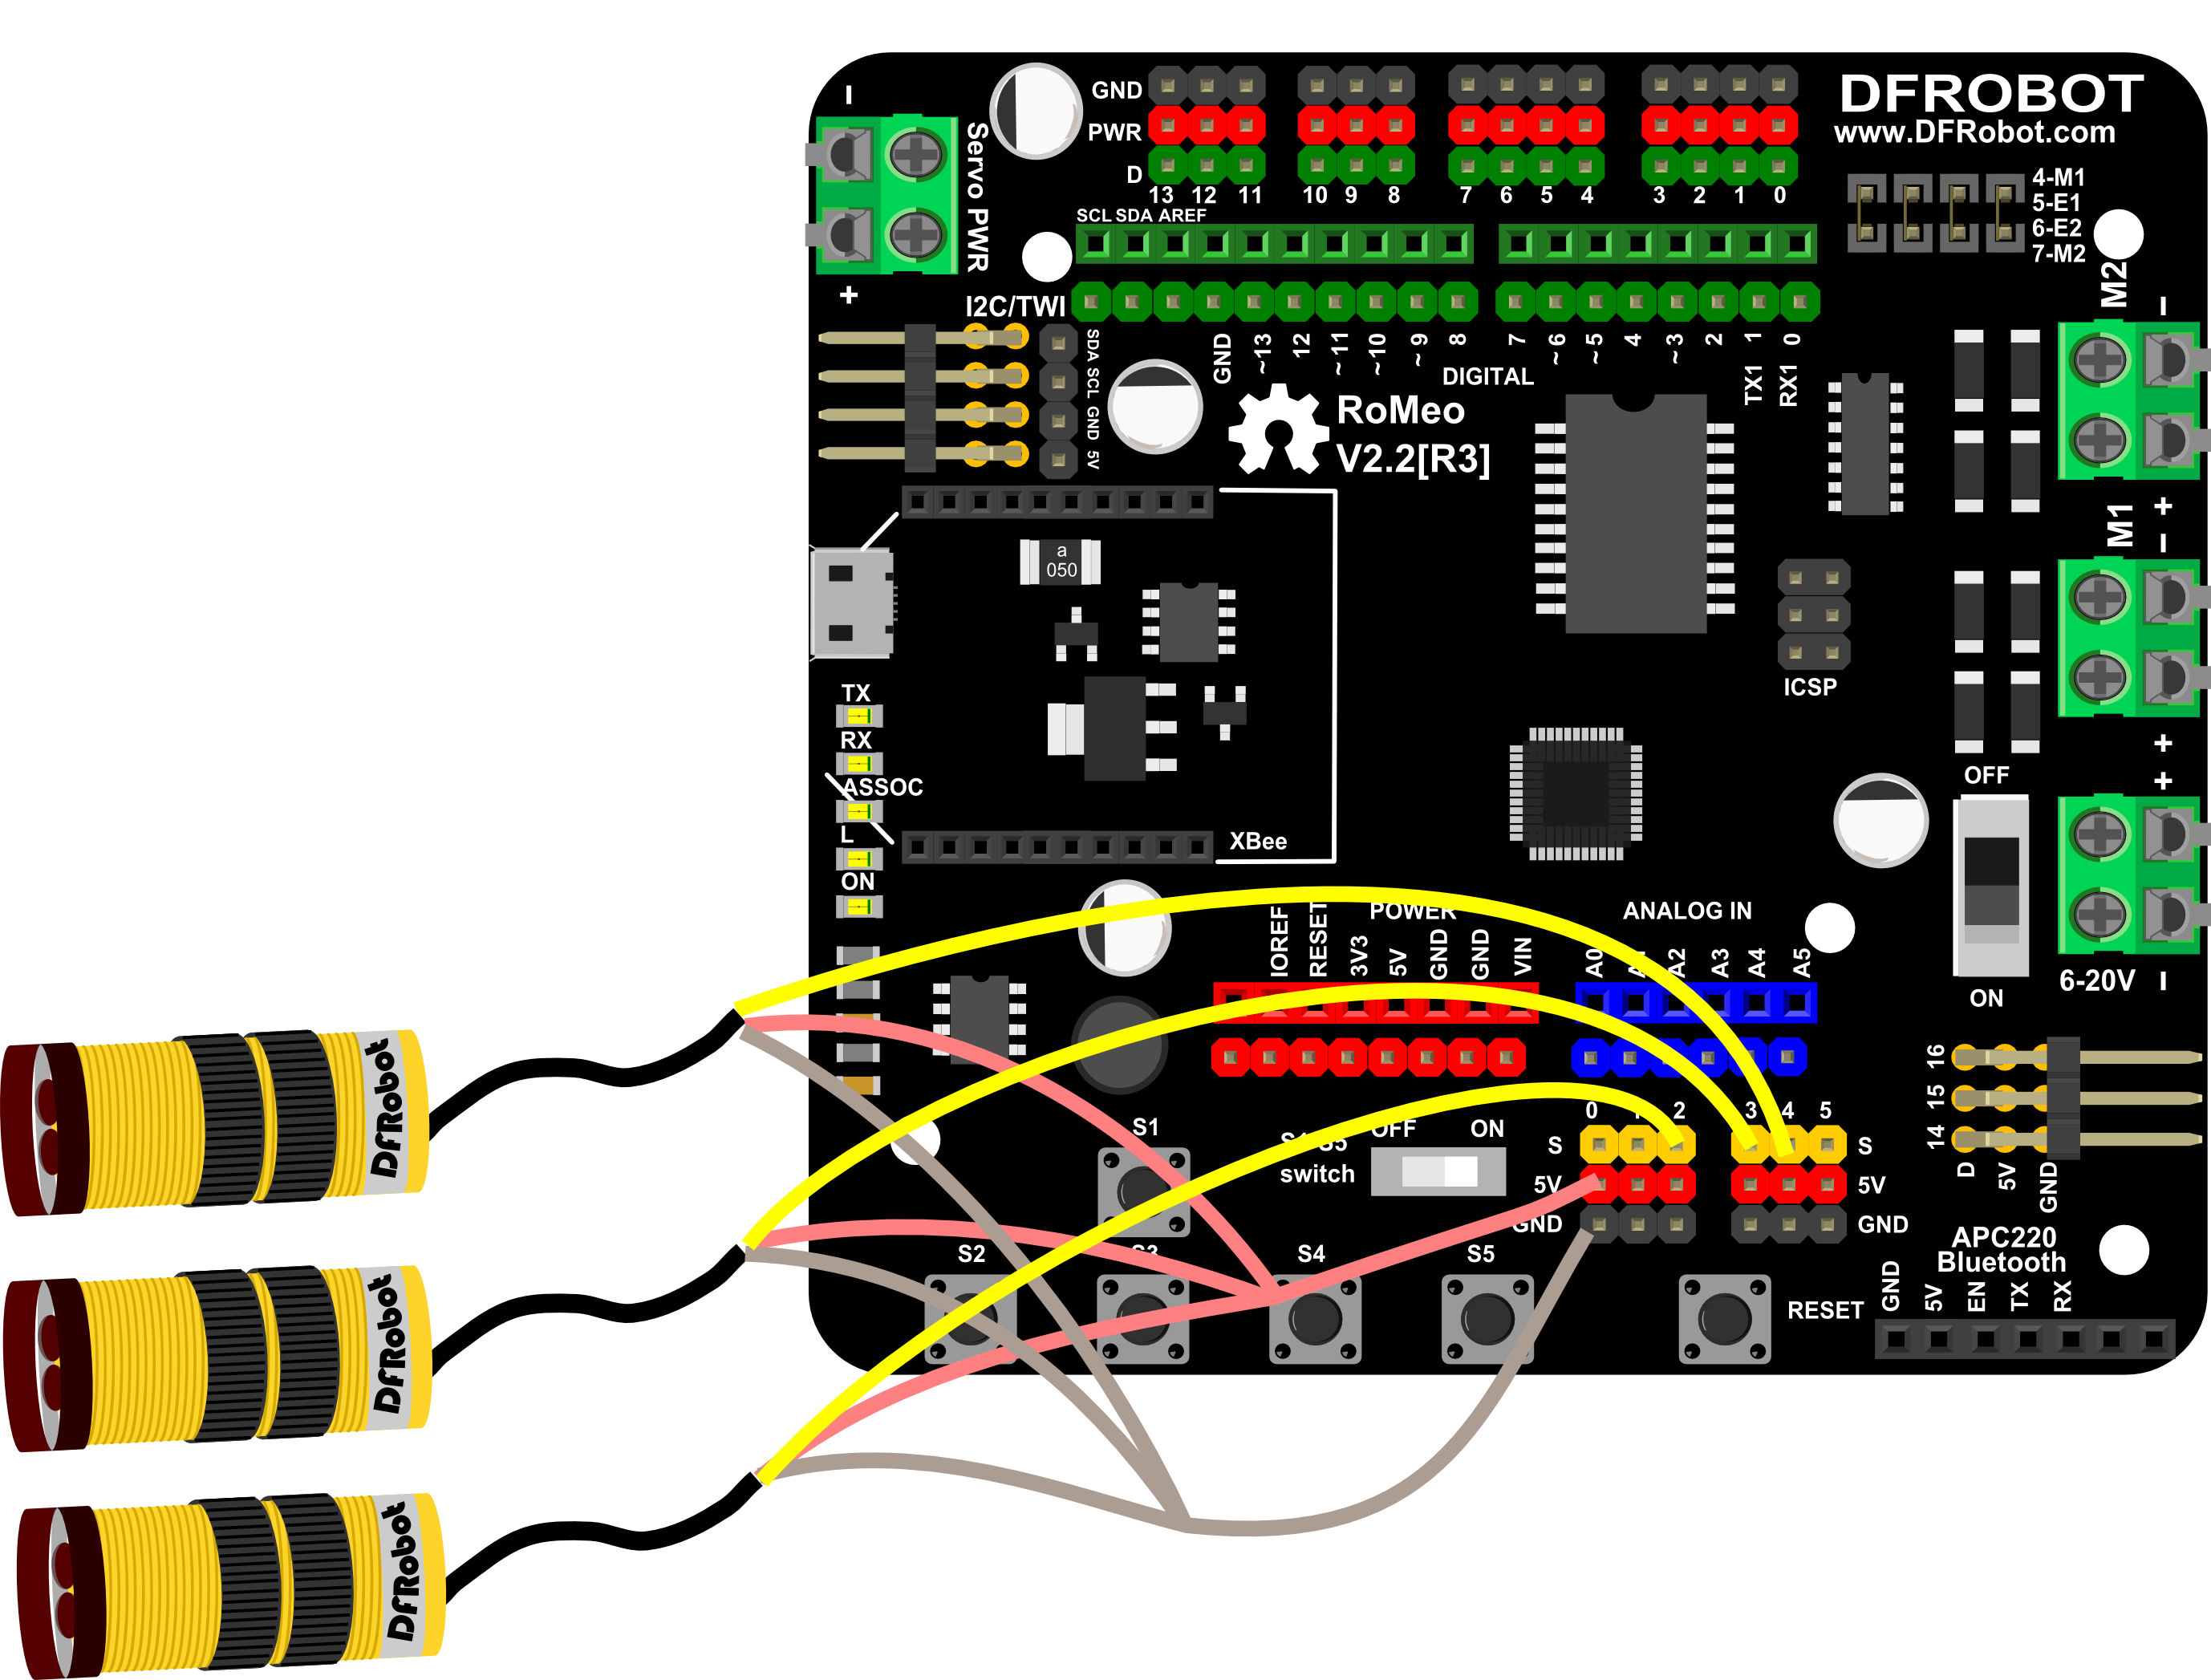 DFROBOT
www.DFRobot.com
GND
PWR
D
13 12 11 10 9 8 7 6 5 4 3 2 1 0
SCL SDA AREF
4-M1
5-E1
6-E2
7-M2
Servo PWR
−
+
I2C/TWI
SDA SCL GND 5V
GND ~13 12 ~11 ~10 ~9 8 7 ~6 ~5 4 ~3 2 TX1 1 RX1 0
DIGITAL
RoMeo
V2.2[R3]
M2
−
+
M1
−
+
a
050
ICSP
TX
RX
ASSOC
L
ON
XBee
OFF
ON
+
6-20V −
POWER
ANALOG IN
IOREF RESET 3V3 5V GND GND VIN
A0 A2 A3 A4 A5
0 2 3 4 5
S S
5V 5V
GND GND
16
15
14
D 5V GND
S1
OFF ON
switch
S2 S4 S5
RESET
APC220
Bluetooth
GND 5V EN TX RX
DfRobot
DfRobot
DfRobot